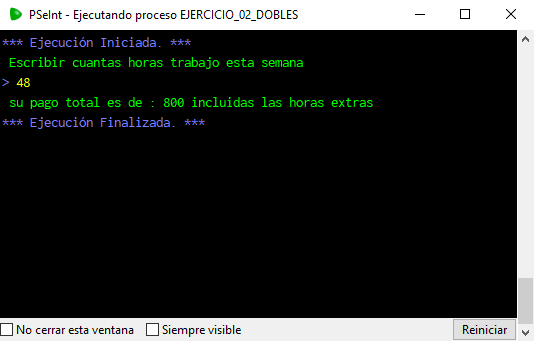 PSeInt - Ejecutando proceso EJERCICIO_02_DOBLES
*** Ejecución Iniciada. ***
Escribir cuantas horas trabajo esta semana
> 48
su pago total es de : 800 incluidas las horas extras
*** Ejecución Finalizada. ***
No cerrar esta ventana Siempre visible Reiniciar